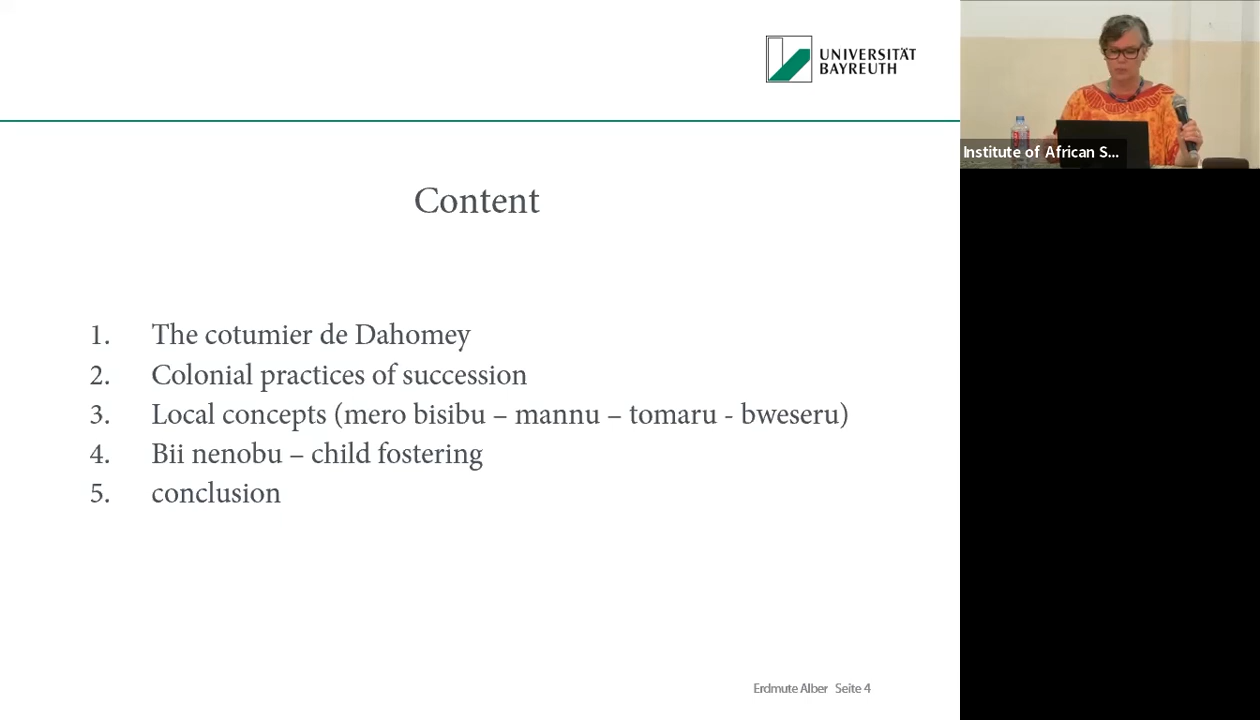 UNIVERSITÄT
BAYREUTH
Institute of African S...
Content
1. The cotumier de Dahomey
2. Colonial practices of succession
3. Local concepts (mero bisibu – mannu – tomaru - bweseru)
4. Bii nenobu – child fostering
5. conclusion
Erdmute Alber Seite 4